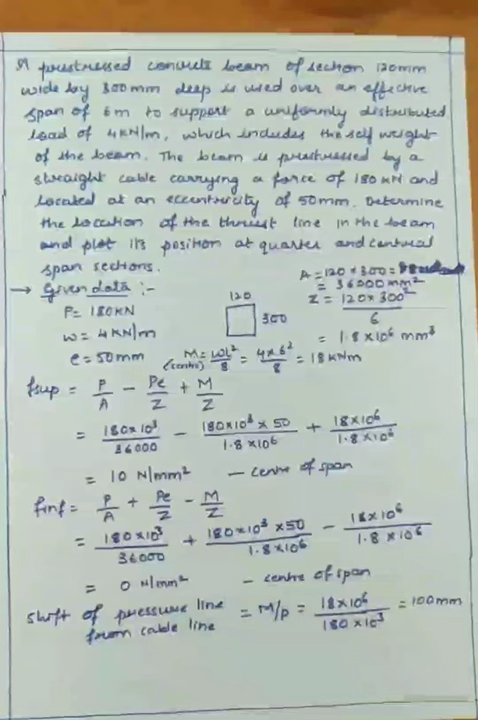 A prestressed concrete beam of section 120mm
wide by 300mm deep is used over an effective
span of 6m to support a uniformly distributed
load of 4kN/m, which includes the self weight
of the beam. The beam is prestressed by a
straight cable carrying a force of 180kN and
located at an eccentricity of 50mm. Determine
the location of the thrust line in the beam
and plot its position at quarter and central
span sections.
A = 120 × 300 =
= 36000 mm²
→ Given data :-
P = 180kN
w = 4kN/m
e = 50mm
120
300
Z = 120 × 300² / 6
= 1.8 × 10⁶ mm³
M = wl²/8 = 4×6²/8 = 18kNm
(centre)
fsup = P/A - Pe/Z + M/Z
= 180×10³/36000 - 180×10³ × 50/1.8×10⁶ + 18×10⁶/1.8×10⁶
= 10 N/mm² — centre of span
finf = P/A + Pe/Z - M/Z
= 180×10³/36000 + 180×10³ × 50/1.8×10⁶ - 18×10⁶/1.8×10⁶
= 0 N/mm² - centre of span
shift of pressure line = M/P = 18×10⁶/180×10³ = 100mm
from cable line